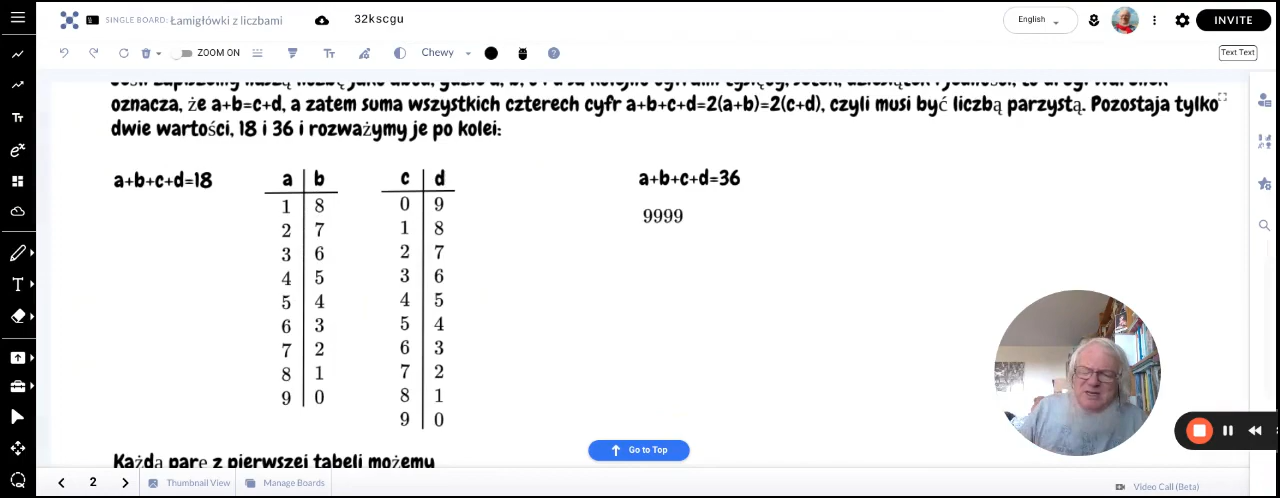 SINGLE BOARD: Łamigłówki z liczbami
32kscgu
English
INVITE
ZOOM ON
Chewy
Text Text
oznacza, że a+b=c+d, a zatem suma wszystkich czterech cyfr a+b+c+d=2(a+b)=2(c+d), czyli musi być liczbą parzystą. Pozostaja tylko
dwie wartości, 18 i 36 i rozważymy je po kolei:
a+b+c+d=18
a b c d
1 8 0 9
2 7 1 8
3 6 2 7
4 5 3 6
5 4 4 5
6 3 5 4
7 2 6 3
8 1 7 2
9 0 8 1
9 0
a+b+c+d=36
9999
Go to Top
Każdą parę z pierwszej tabeli możemy
2
Thumbnail View
Manage Boards
Video Call (Beta)